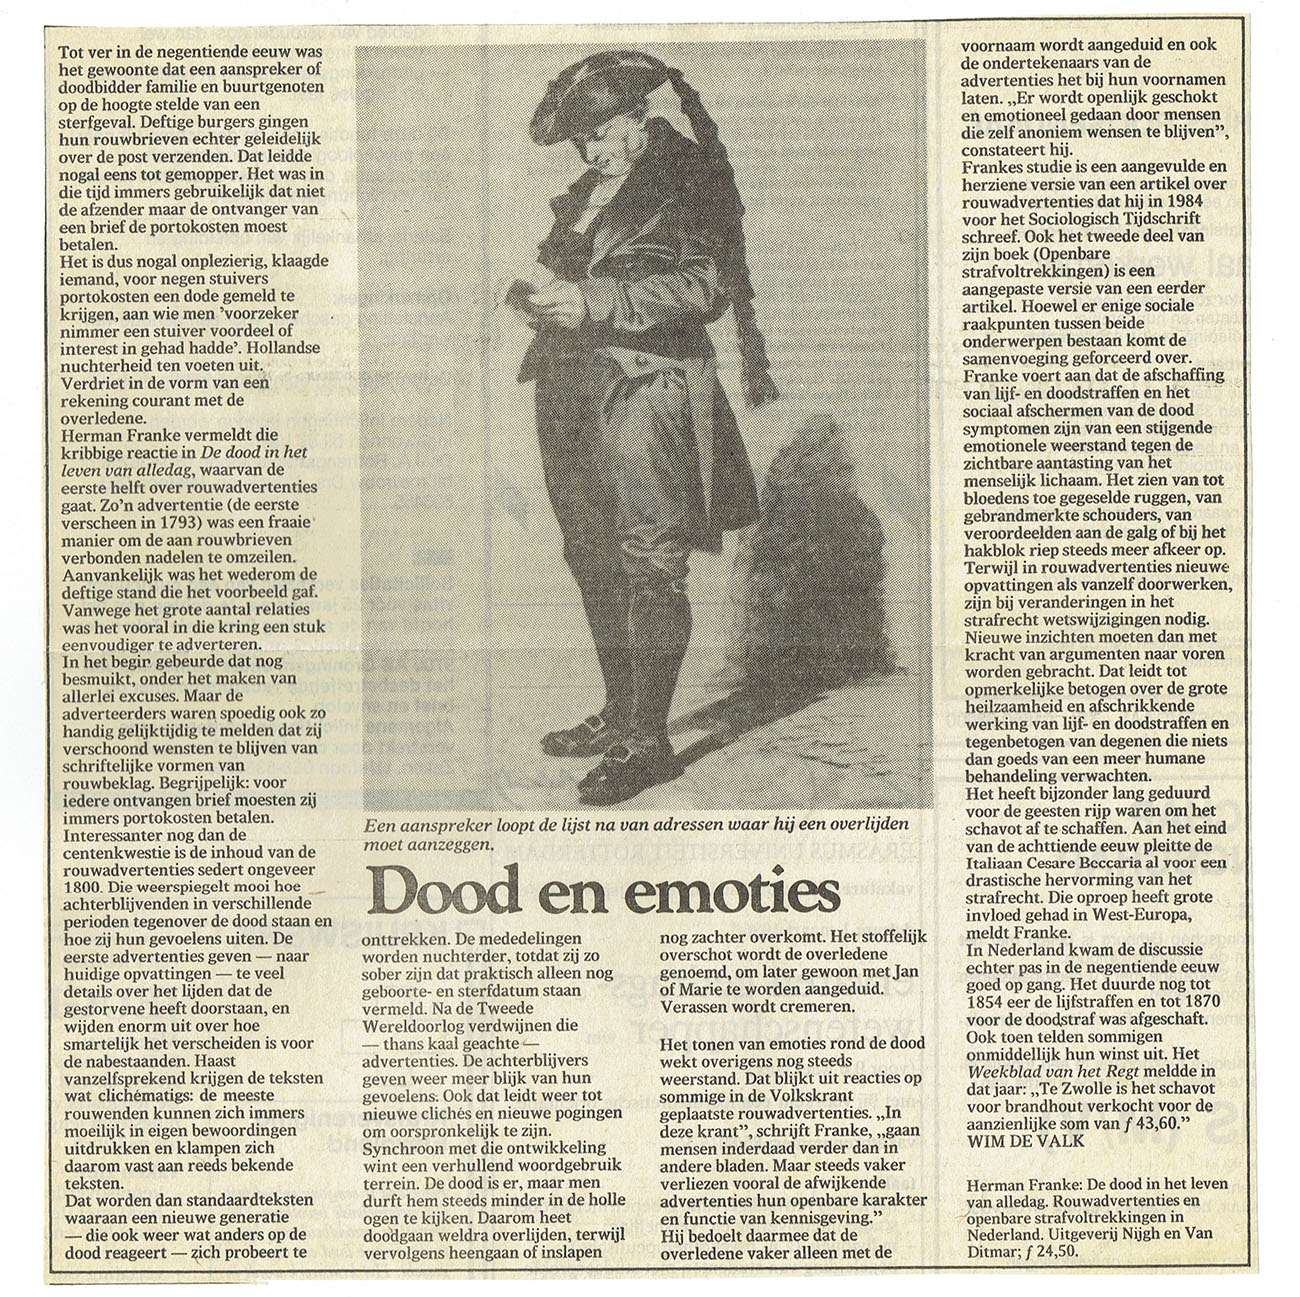 Tot ver in de negentiende eeuw was
het gewoonte dat een aanspreker of
doodbidder familie en buurtgenoten
op de hoogte stelde van een
sterfgeval. Deftige burgers gingen
hun rouwbrieven echter geleidelijk
over de post verzenden. Dat leidde
nogal eens tot gemopper. Het was in
die tijd immers gebruikelijk dat niet
de afzender maar de ontvanger van
een brief de portokosten moest
betalen.
Het is dus nogal onplezierig, klaagde
iemand, voor negen stuivers
portokosten een dode gemeld te
krijgen, aan wie men 'voorzeker
nimmer een stuiver voordeel of
interest in gehad hadde'. Hollandse
nuchterheid ten voeten uit.
Verdriet in de vorm van een
rekening courant met de
overledene.
Herman Franke vermeldt die
kribbige reactie in De dood in het
leven van alledag, waarvan de
eerste helft over rouwadvertenties
gaat. Zo'n advertentie (de eerste
verscheen in 1793) was een fraaie
manier om de aan rouwbrieven
verbonden nadelen te omzeilen.
Aanvankelijk was het wederom de
deftige stand die het voorbeeld gaf.
Vanwege het grote aantal relaties
was het vooral in die kring een stuk
eenvoudiger te adverteren.
In het begin gebeurde dat nog
besmuikt, onder het maken van
allerlei excuses. Maar de
adverteerders waren spoedig ook zo
handig gelijktijdig te melden dat zij
verschoond wensten te blijven van
schriftelijke vormen van
rouwbeklag. Begrijpelijk: voor
iedere ontvangen brief moesten zij
immers portokosten betalen.
Interessanter nog dan de
centenkwestie is de inhoud van de
rouwadvertenties sedert ongeveer
1800. Die weerspiegelt mooi hoe
achterblijvenden in verschillende
perioden tegenover de dood staan en
hoe zij hun gevoelens uiten. De
eerste advertenties geven — naar
huidige opvattingen — te veel
details over het lijden dat de
gestorvene heeft doorstaan, en
wijden enorm uit over hoe
smartelijk het verscheiden is voor
de nabestaanden. Haast
vanzelfsprekend krijgen de teksten
wat clichématigs: de meeste
rouwenden kunnen zich immers
moeilijk in eigen bewoordingen
uitdrukken en klampen zich
daarom vast aan reeds bekende
teksten.
Dat worden dan standaardteksten
waaraan een nieuwe generatie
— die ook weer wat anders op de
dood reageert — zich probeert te
Een aanspreker loopt de lijst na van adressen waar hij een overlijden
moet aanzeggen.
Dood en emoties
onttrekken. De mededelingen
worden nuchterder, totdat zij zo
sober zijn dat praktisch alleen nog
geboorte- en sterfdatum staan
vermeld. Na de Tweede
Wereldoorlog verdwijnen die
— thans kaal geachte —
advertenties. De achterblijvers
geven weer meer blijk van hun
gevoelens. Ook dat leidt weer tot
nieuwe clichés en nieuwe pogingen
om oorspronkelijk te zijn.
Synchroon met die ontwikkeling
wint een verhullend woordgebruik
terrein. De dood is er, maar men
durft hem steeds minder in de holle
ogen te kijken. Daarom heet
doodgaan weldra overlijden, terwijl
vervolgens heengaan of inslapen
nog zachter overkomt. Het stoffelijk
overschot wordt de overledene
genoemd, om later gewoon met Jan
of Marie te worden aangeduid.
Verassen wordt cremeren.
Het tonen van emoties rond de dood
wekt overigens nog steeds
weerstand. Dat blijkt uit reacties op
sommige in de Volkskrant
geplaatste rouwadvertenties. „In
deze krant”, schrijft Franke, „gaan
mensen inderdaad verder dan in
andere bladen. Maar steeds vaker
verliezen vooral de afwijkende
advertenties hun openbare karakter
en functie van kennisgeving.”
Hij bedoelt daarmee dat de
overledene vaker alleen met de
voornaam wordt aangeduid en ook
de ondertekenaars van de
advertenties het bij hun voornamen
laten. „Er wordt openlijk geschokt
en emotioneel gedaan door mensen
die zelf anoniem wensen te blijven”,
constateert hij.
Frankes studie is een aangevulde en
herziene versie van een artikel over
rouwadvertenties dat hij in 1984
voor het Sociologisch Tijdschrift
schreef. Ook het tweede deel van
zijn boek (Openbare
strafvoltrekkingen) is een
aangepaste versie van een eerder
artikel. Hoewel er enige sociale
raakpunten tussen beide
onderwerpen bestaan komt de
samenvoeging geforceerd over.
Franke voert aan dat de afschaffing
van lijf- en doodstraffen en het
sociaal afschermen van de dood
symptomen zijn van een stijgende
emotionele weerstand tegen de
zichtbare aantasting van het
menselijk lichaam. Het zien van tot
bloedens toe gegeselde ruggen, van
gebrandmerkte schouders, van
veroordeelden aan de galg of bij het
hakblok riep steeds meer afkeer op.
Terwijl in rouwadvertenties nieuwe
opvattingen als vanzelf doorwerken,
zijn bij veranderingen in het
strafrecht wetswijzigingen nodig.
Nieuwe inzichten moeten dan met
kracht van argumenten naar voren
worden gebracht. Dat leidt tot
opmerkelijke betogen over de grote
heilzaamheid en afschrikkende
werking van lijf- en doodstraffen en
tegenbetogen van degenen die niets
dan goeds van een meer humane
behandeling verwachten.
Het heeft bijzonder lang geduurd
voor de geesten rijp waren om het
schavot af te schaffen. Aan het eind
van de achttiende eeuw pleitte de
Italiaan Cesare Beccaria al voor een
drastische hervorming van het
strafrecht. Die oproep heeft grote
invloed gehad in West-Europa,
meldt Franke.
In Nederland kwam de discussie
echter pas in de negentiende eeuw
goed op gang. Het duurde nog tot
1854 eer de lijfstraffen en tot 1870
voor de doodstraf was afgeschaft.
Ook toen telden sommigen
onmiddellijk hun winst uit. Het
Weekblad van het Regt meldde in
dat jaar: „Te Zwolle is het schavot
voor brandhout verkocht voor de
aanzienlijke som van ƒ 43,60.”
WIM DE VALK
Herman Franke: De dood in het leven
van alledag. Rouwadvertenties en
openbare strafvoltrekkingen in
Nederland. Uitgeverij Nijgh en Van
Ditmar; ƒ 24,50.